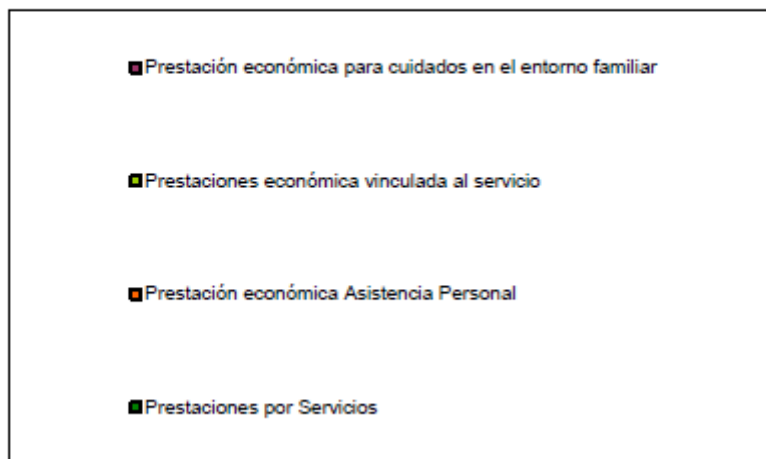 Prestación económica para cuidados en el entorno familiar
Prestaciones económica vinculada al servicio
Prestación económica Asistencia Personal
Prestaciones por Servicios